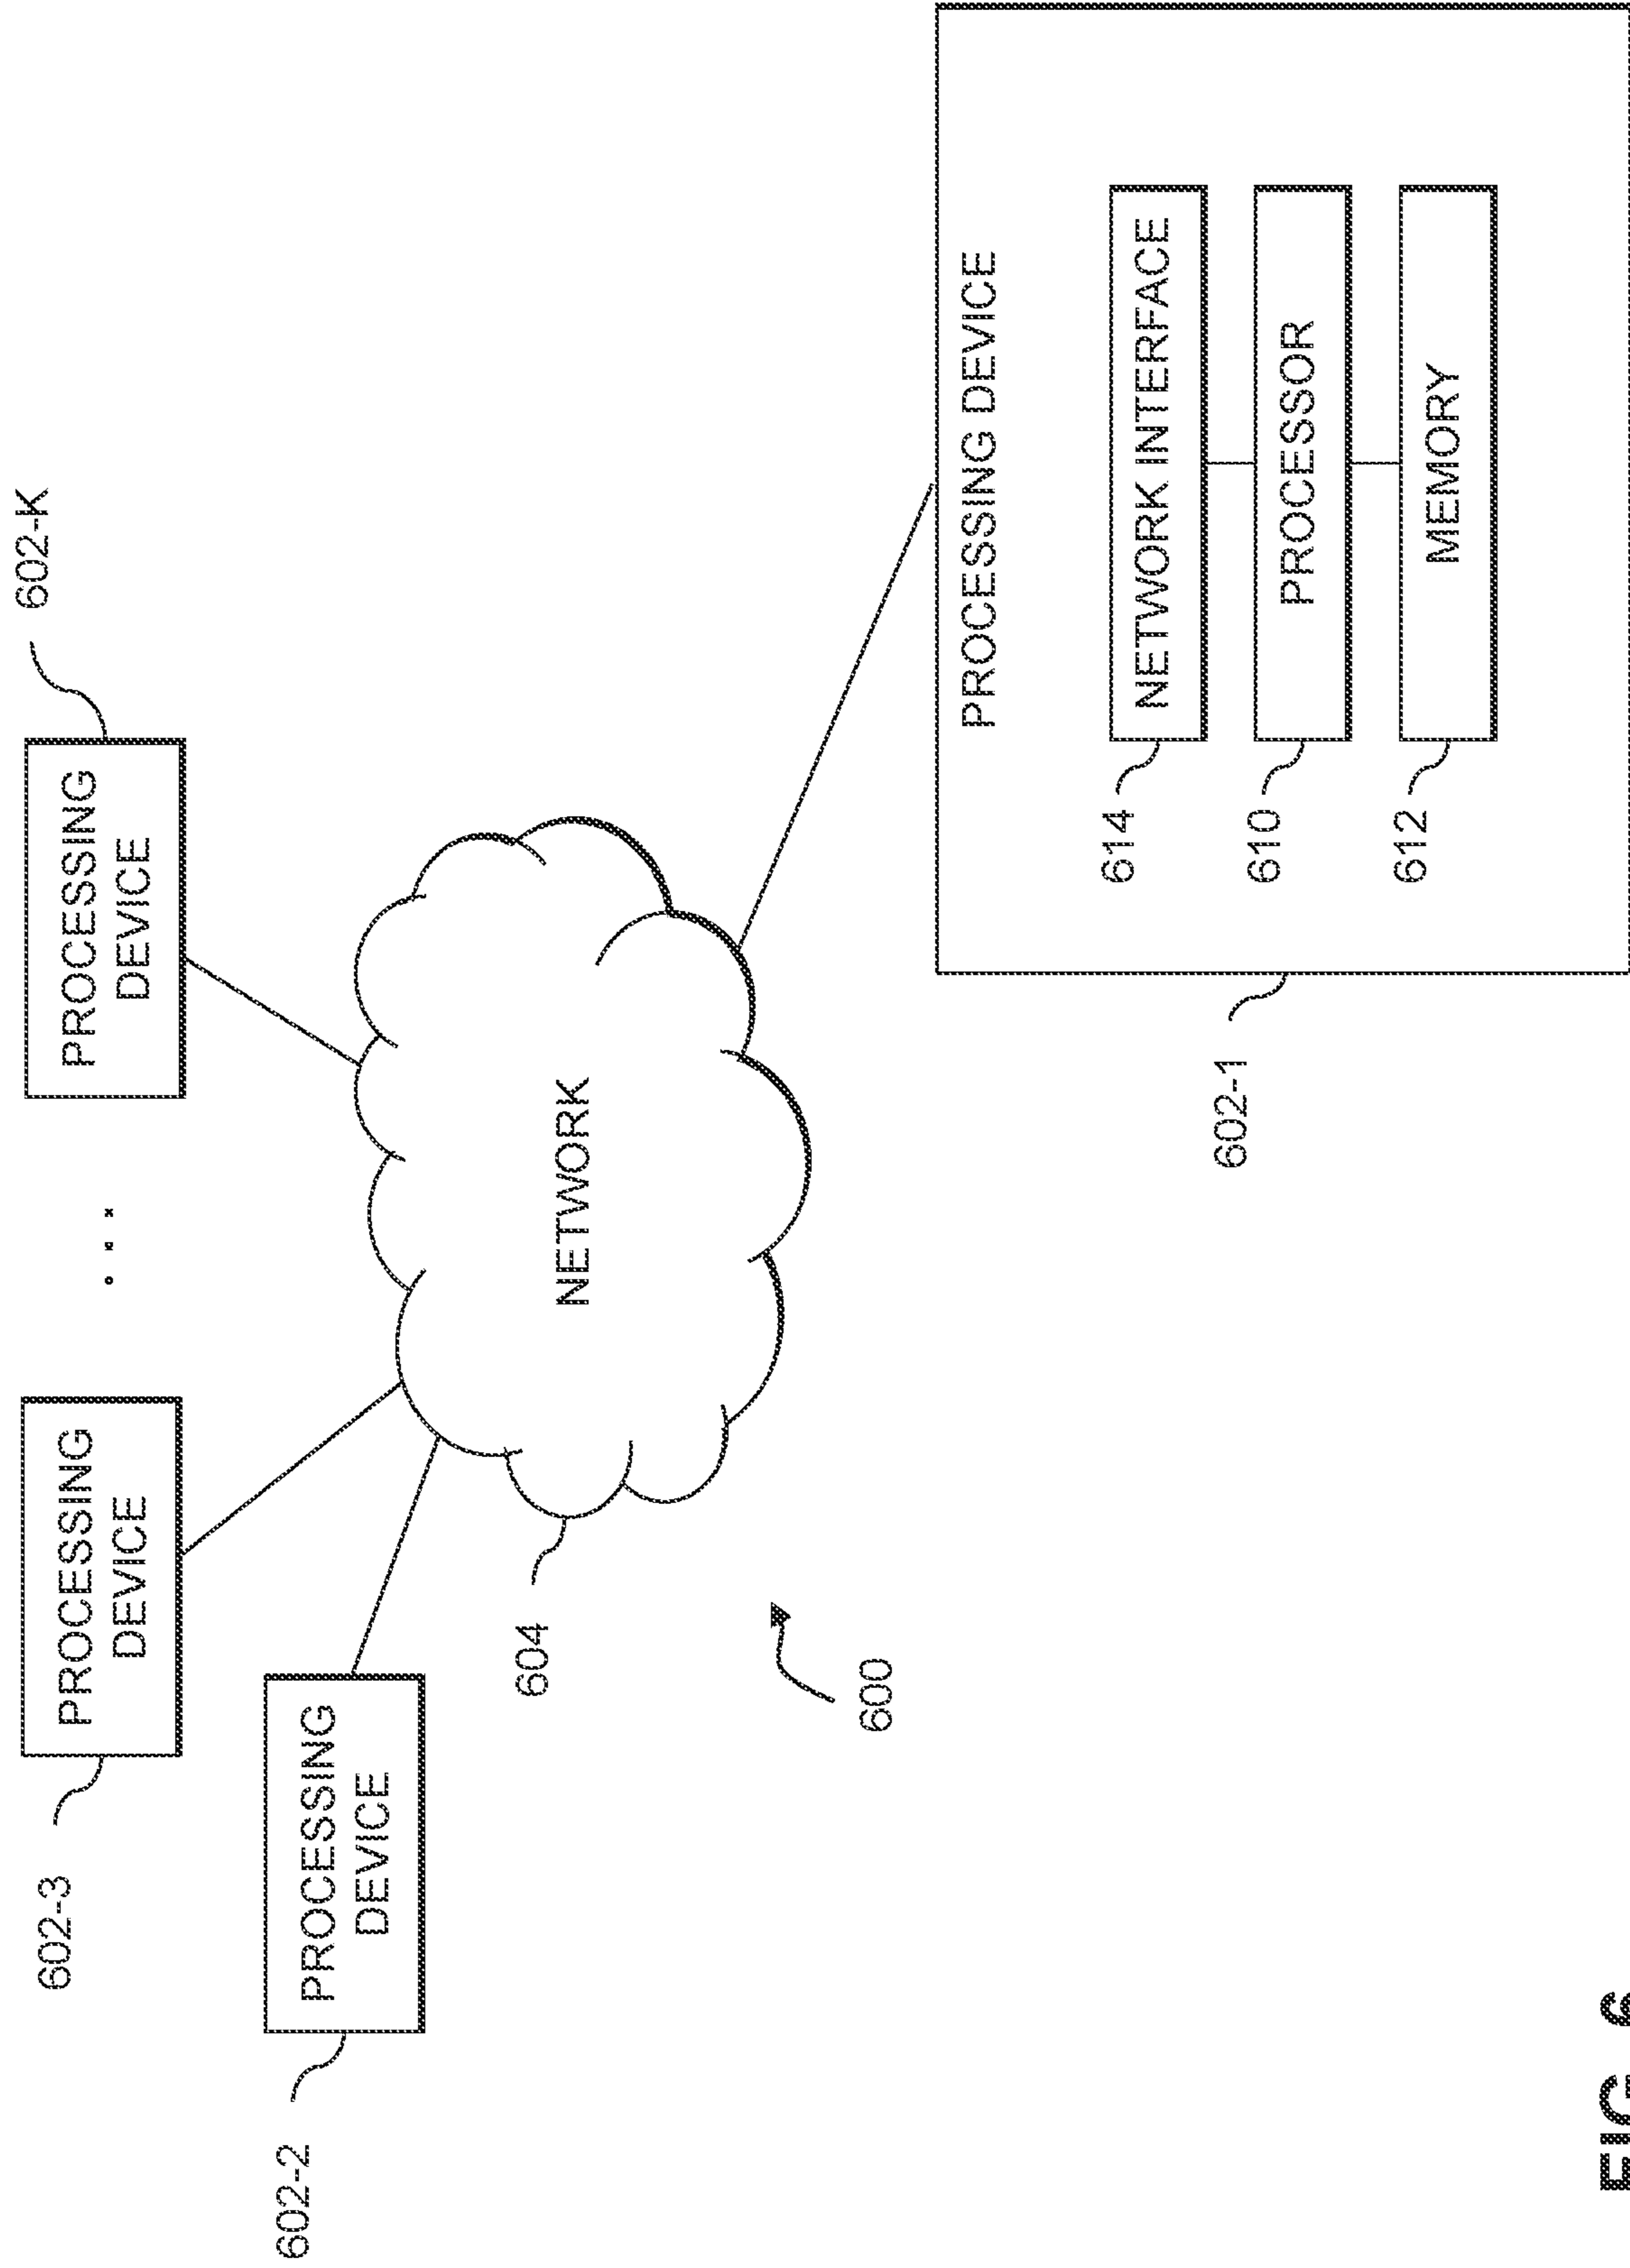 602-2
PROCESSING
DEVICE
602-3
PROCESSING
DEVICE
. . .
PROCESSING
DEVICE
602-K
604
NETWORK
600
602-1
PROCESSING DEVICE
614
NETWORK INTERFACE
610
PROCESSOR
612
MEMORY
FIG. 6